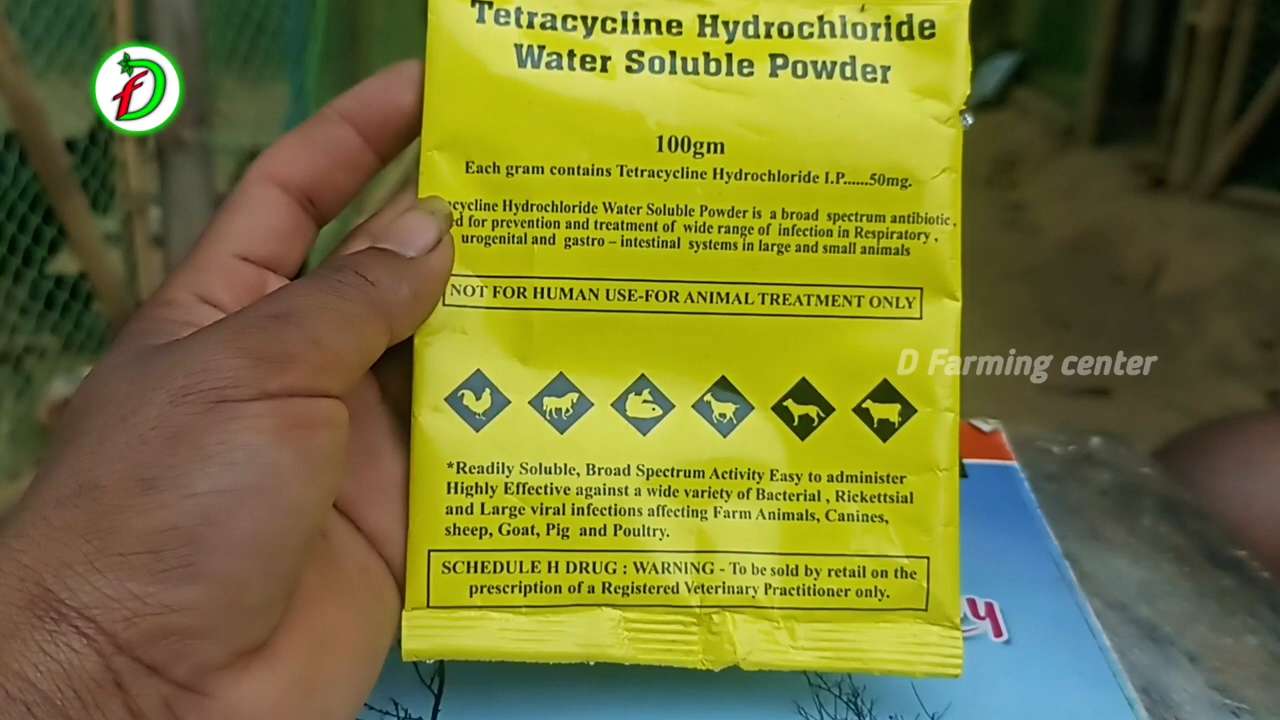 Tetracycline Hydrochloride
Water Soluble Powder
100gm
Each gram contains Tetracycline Hydrochloride I.P......50mg.
Hydrochloride Water Soluble Powder is a broad spectrum antibiotic,
for prevention and treatment of wide range of infection in Respiratory ,
urogenital and gastro – intestinal systems in large and small animals
NOT FOR HUMAN USE-FOR ANIMAL TREATMENT ONLY
D Farming center
*Readily Soluble, Broad Spectrum Activity Easy to administer
Highly Effective against a wide variety of Bacterial , Rickettsial
and Large viral infections affecting Farm Animals, Canines,
sheep, Goat, Pig and Poultry.
SCHEDULE H DRUG : WARNING - To be sold by retail on the
prescription of a Registered Veterinary Practitioner only.